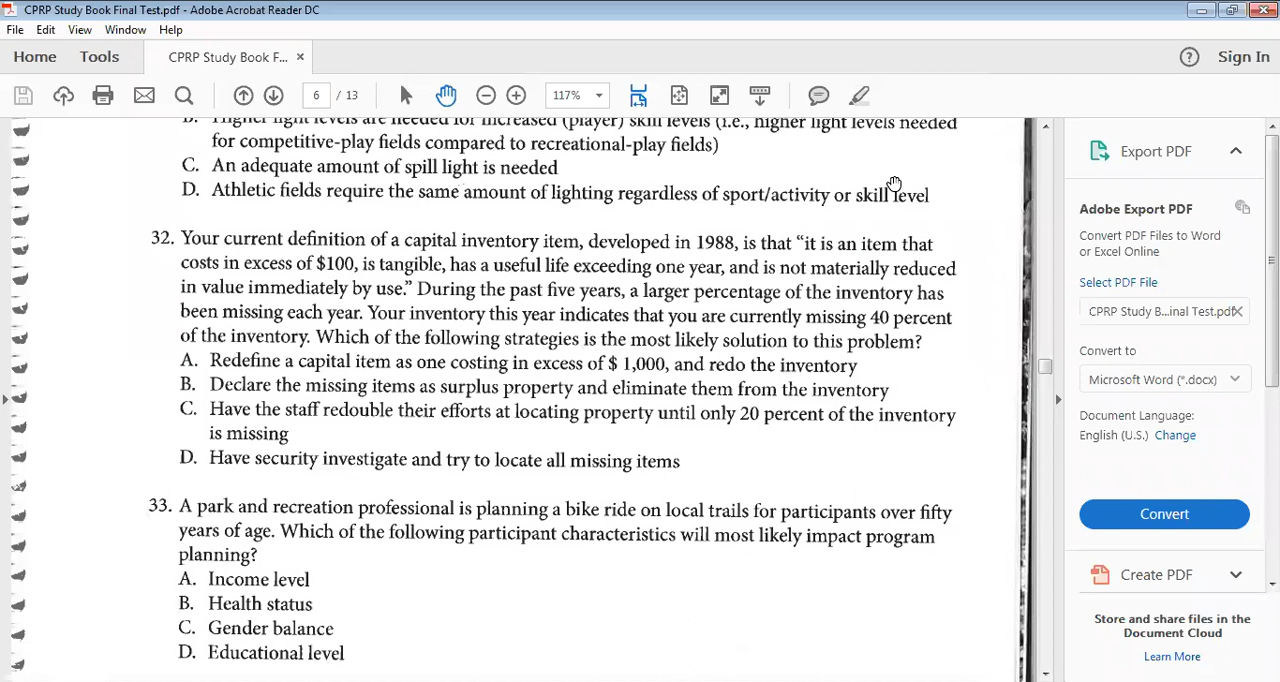 CPRP Study Book Final Test.pdf - Adobe Acrobat Reader DC
File Edit View Window Help
Home Tools CPRP Study Book F... × Sign In
6 / 13 117%
B. Higher light levels are needed for increased (player) skill levels (i.e., higher light levels needed
for competitive-play fields compared to recreational-play fields)
C. An adequate amount of spill light is needed
D. Athletic fields require the same amount of lighting regardless of sport/activity or skill level
32. Your current definition of a capital inventory item, developed in 1988, is that “it is an item that
costs in excess of $100, is tangible, has a useful life exceeding one year, and is not materially reduced
in value immediately by use.” During the past five years, a larger percentage of the inventory has
been missing each year. Your inventory this year indicates that you are currently missing 40 percent
of the inventory. Which of the following strategies is the most likely solution to this problem?
A. Redefine a capital item as one costing in excess of $ 1,000, and redo the inventory
B. Declare the missing items as surplus property and eliminate them from the inventory
C. Have the staff redouble their efforts at locating property until only 20 percent of the inventory
is missing
D. Have security investigate and try to locate all missing items
33. A park and recreation professional is planning a bike ride on local trails for participants over fifty
years of age. Which of the following participant characteristics will most likely impact program
planning?
A. Income level
B. Health status
C. Gender balance
D. Educational level
Export PDF
Adobe Export PDF
Convert PDF Files to Word
or Excel Online
Select PDF File
CPRP Study B...inal Test.pdf ×
Convert to
Microsoft Word (*.docx)
Document Language:
English (U.S.) Change
Convert
Create PDF
Store and share files in the
Document Cloud
Learn More